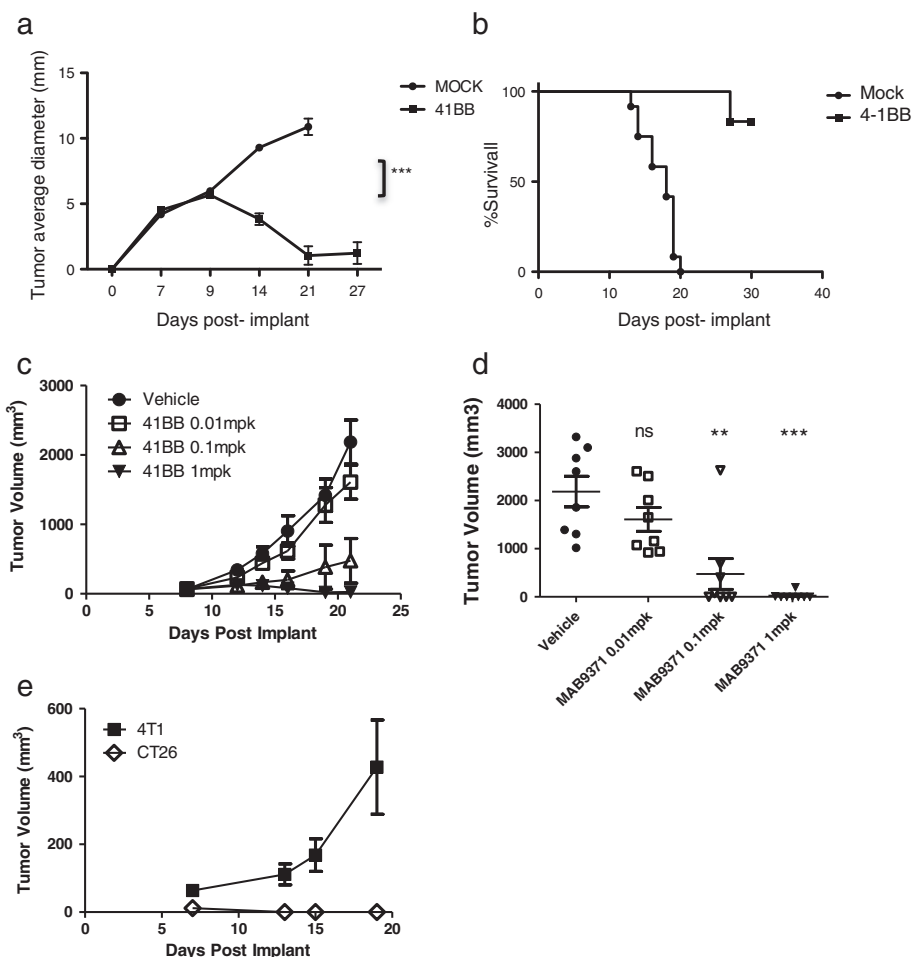 a
Tumor average diameter (mm)
15
10
5
0
0 7 9 14 21 27
Days post- implant
MOCK
41BB
***
b
%Survivall
100
50
0
0 10 20 30 40
Days post- implant
Mock
4-1BB
c
Tumor Volume (mm³)
3000
2000
1000
0
0 5 10 15 20 25
Days Post Implant
Vehicle
41BB 0.01mpk
41BB 0.1mpk
41BB 1mpk
d
Tumor Volume (mm3)
4000
3000
2000
1000
0
ns ** ***
Vehicle
MAB9371 0.01mpk
MAB9371 0.1mpk
MAB9371 1mpk
e
Tumor Volume (mm³)
600
400
200
0
0 5 10 15 20
Days Post Implant
4T1
CT26